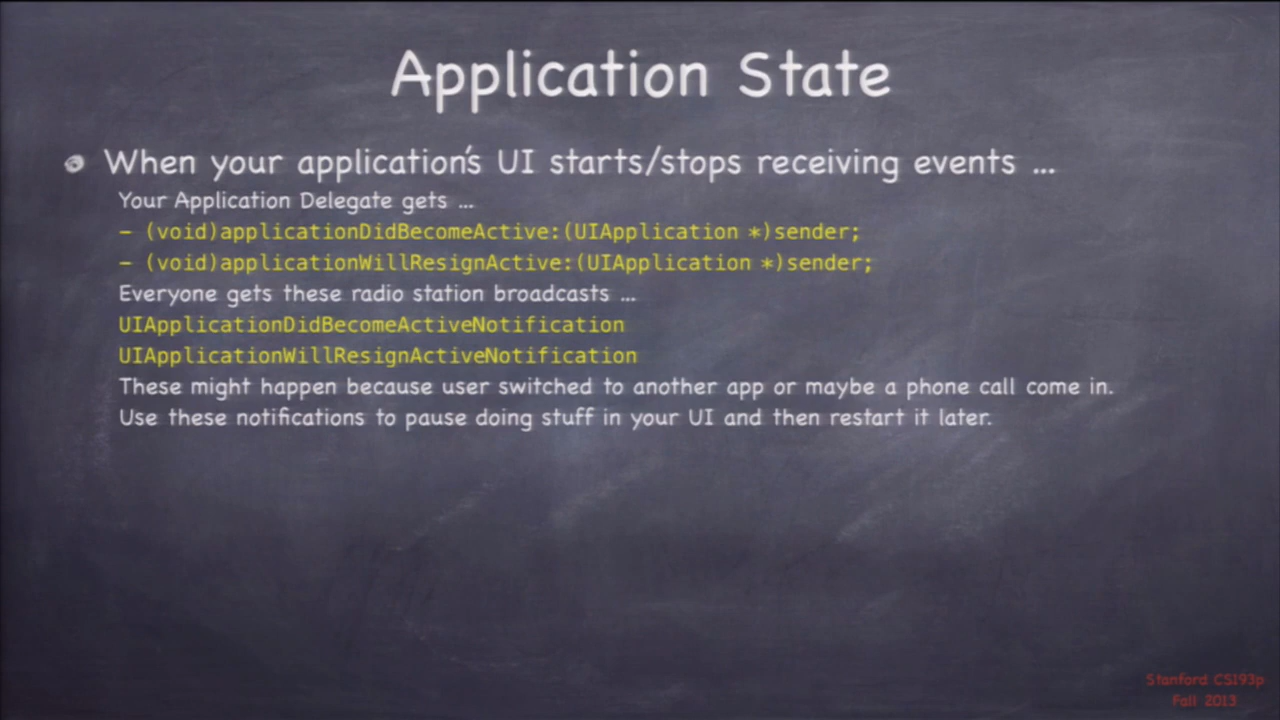 Application State
When your application's UI starts/stops receiving events ...
Your Application Delegate gets ...
- (void)applicationDidBecomeActive:(UIApplication *)sender;
- (void)applicationWillResignActive:(UIApplication *)sender;
Everyone gets these radio station broadcasts ...
UIApplicationDidBecomeActiveNotification
UIApplicationWillResignActiveNotification
These might happen because user switched to another app or maybe a phone call come in.
Use these notifications to pause doing stuff in your UI and then restart it later.
Stanford CS193p
Fall 2013